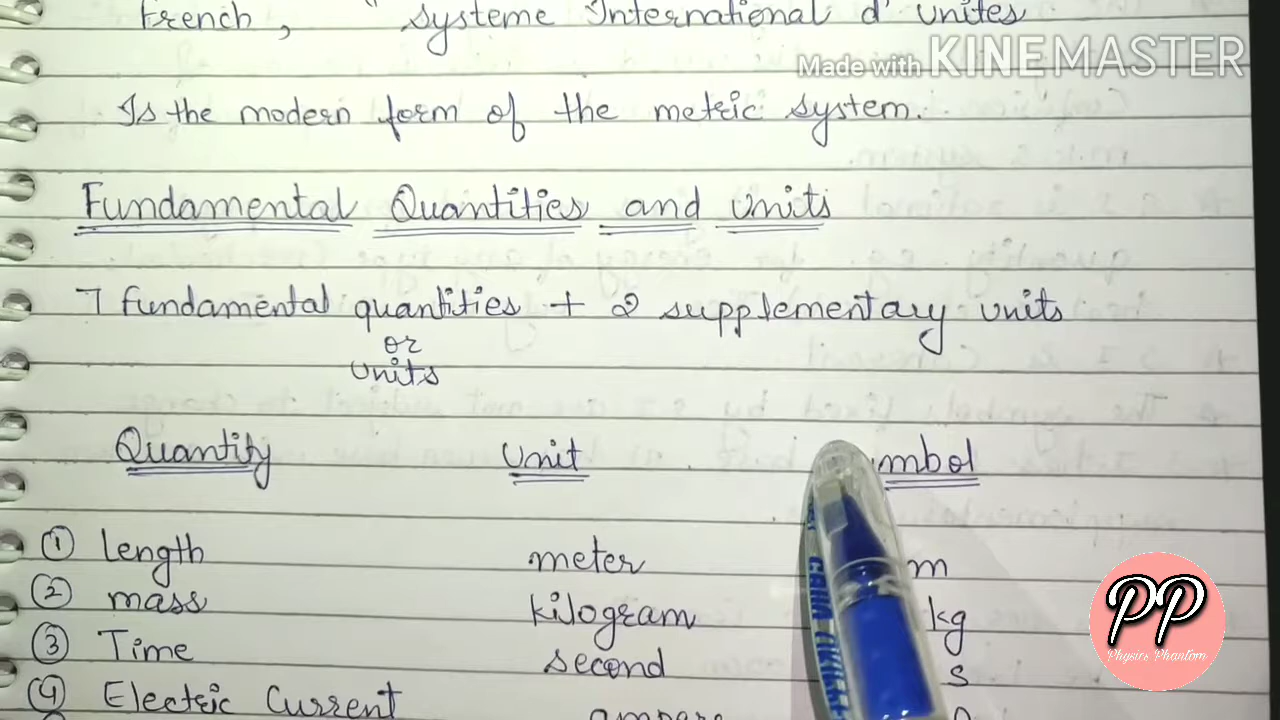 French, " Systeme International d' unites
Made with KINEMASTER
Is the modern form of the metric system.
Fundamental Quantities and Units
7 fundamental quantities + 2 supplementary units
or
units
Quantity Unit mbol
① Length meter m
② mass kilogram kg
③ Time second s
④ Electric Current ampere
PP
Physics Phantom